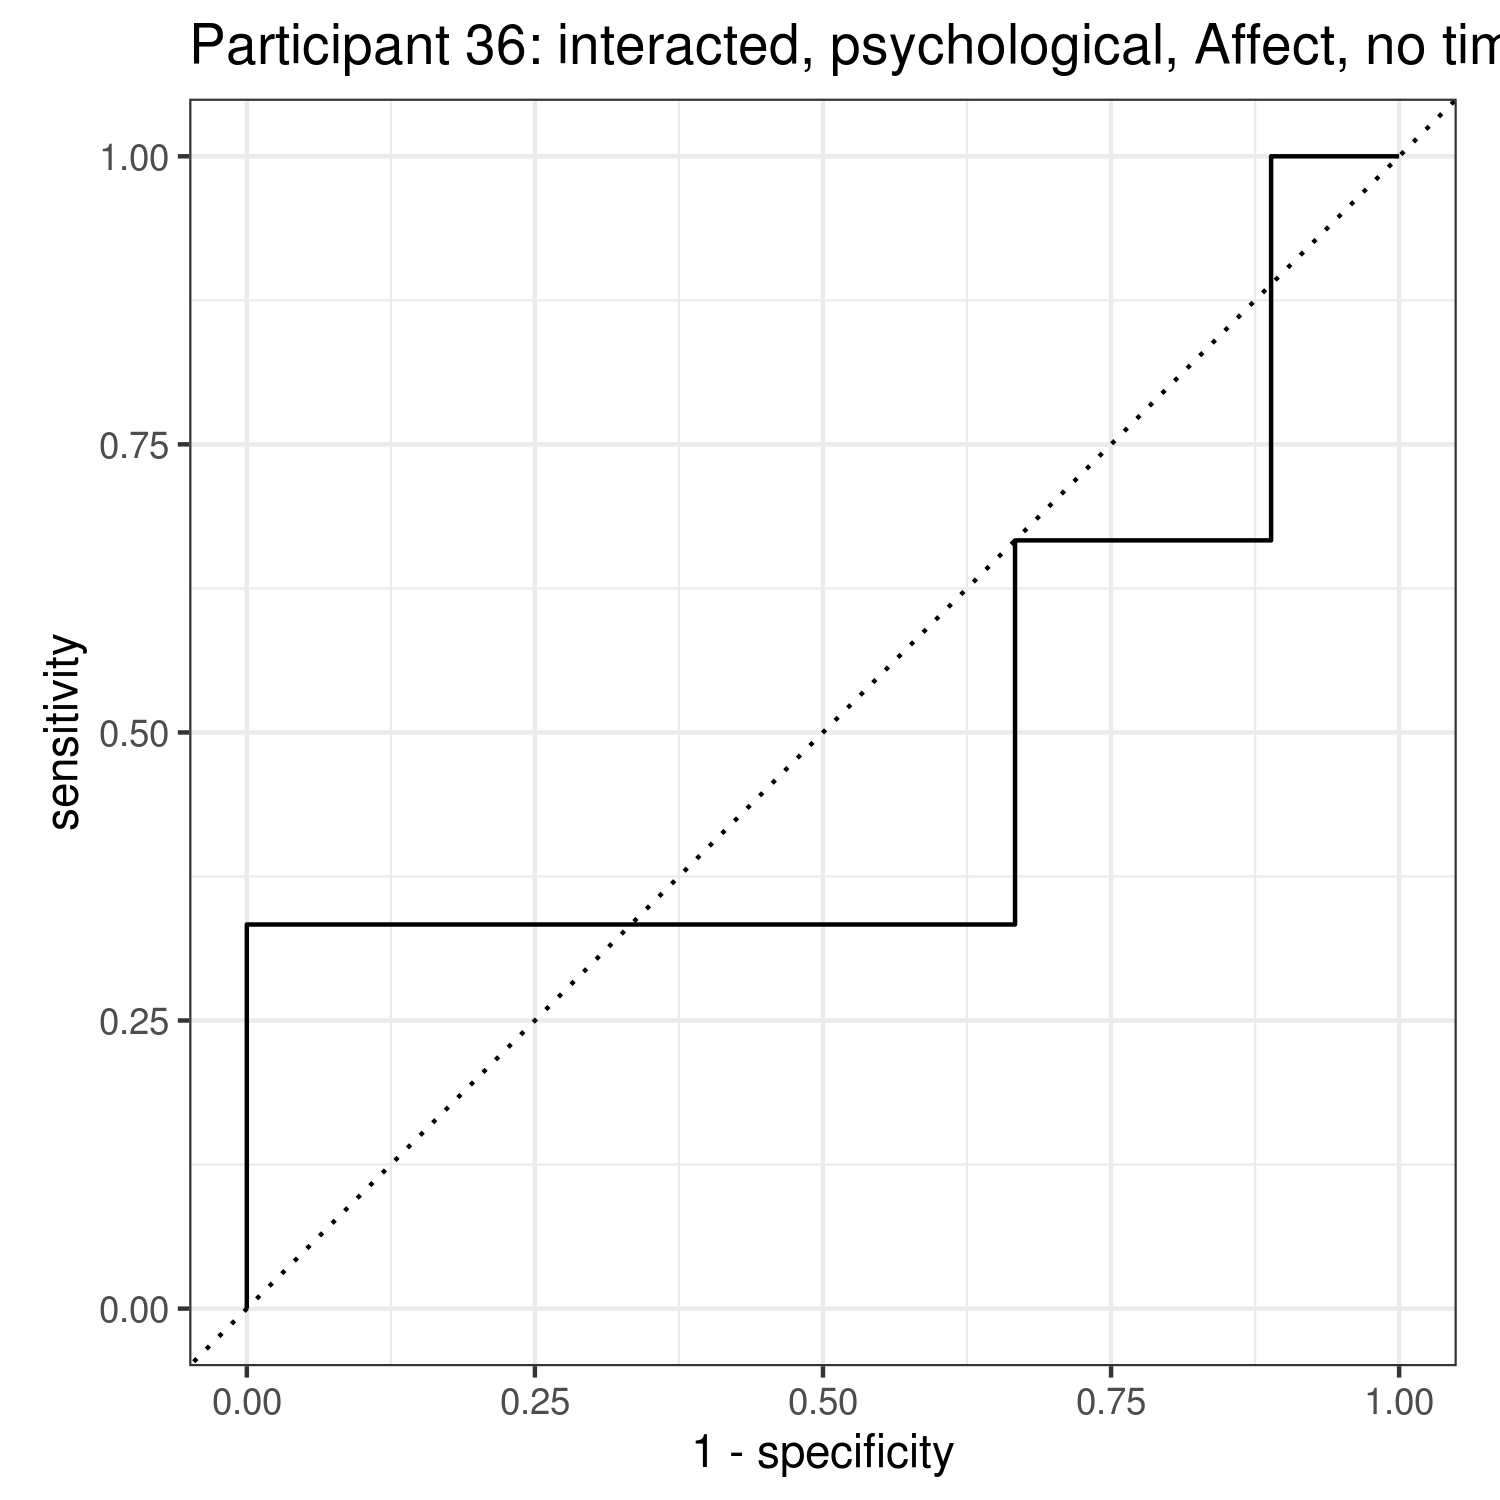 Participant 36: interacted, psychological, Affect, no tim
1.00
0.75
0.50
0.25
0.00
sensitivity
0.00 0.25 0.50 0.75 1.00
1 - specificity